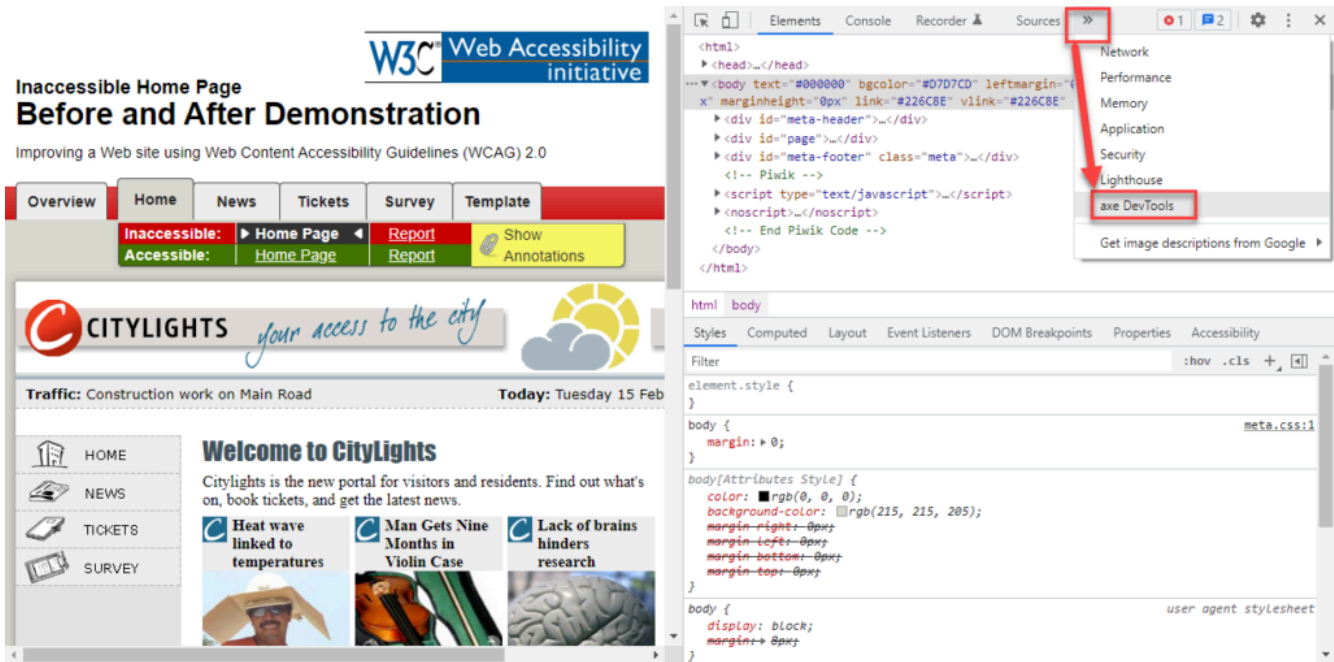 W3C® Web Accessibility
initiative
Inaccessible Home Page
Before and After Demonstration
Improving a Web site using Web Content Accessibility Guidelines (WCAG) 2.0
Overview Home News Tickets Survey Template
Inaccessible: Home Page Report
Accessible: Home Page Report
Show
Annotations
CITYLIGHTS your access to the city
Traffic: Construction work on Main Road Today: Tuesday 15 Feb
HOME
NEWS
TICKETS
SURVEY
Welcome to CityLights
Citylights is the new portal for visitors and residents. Find out what's
on, book tickets, and get the latest news.
Heat wave
linked to
temperatures
Man Gets Nine
Months in
Violin Case
Lack of brains
hinders
research
Elements Console Recorder Sources » 1 2
<html>
<head>…</head>
<body text="#000000" bgcolor="#D7D7CD" leftmargin="
x" marginheight="0px" link="#226C8E" vlink="#226C8E"
<div id="meta-header">…</div>
<div id="page">…</div>
<div id="meta-footer" class="meta">…</div>
<!-- Piwik -->
<script type="text/javascript">…</script>
<noscript>…</noscript>
<!-- End Piwik Code -->
</body>
</html>
Network
Performance
Memory
Application
Security
Lighthouse
axe DevTools
Get image descriptions from Google
html body
Styles Computed Layout Event Listeners DOM Breakpoints Properties Accessibility
Filter :hov .cls +
element.style {
}
body { meta.css:1
margin: 0;
}
body[Attributes Style] {
color: rgb(0, 0, 0);
background-color: rgb(215, 215, 205);
margin-right: 0px;
margin-left: 0px;
margin-bottom: 0px;
margin-top: 0px;
}
body { user agent stylesheet
display: block;
margin: 8px;
}